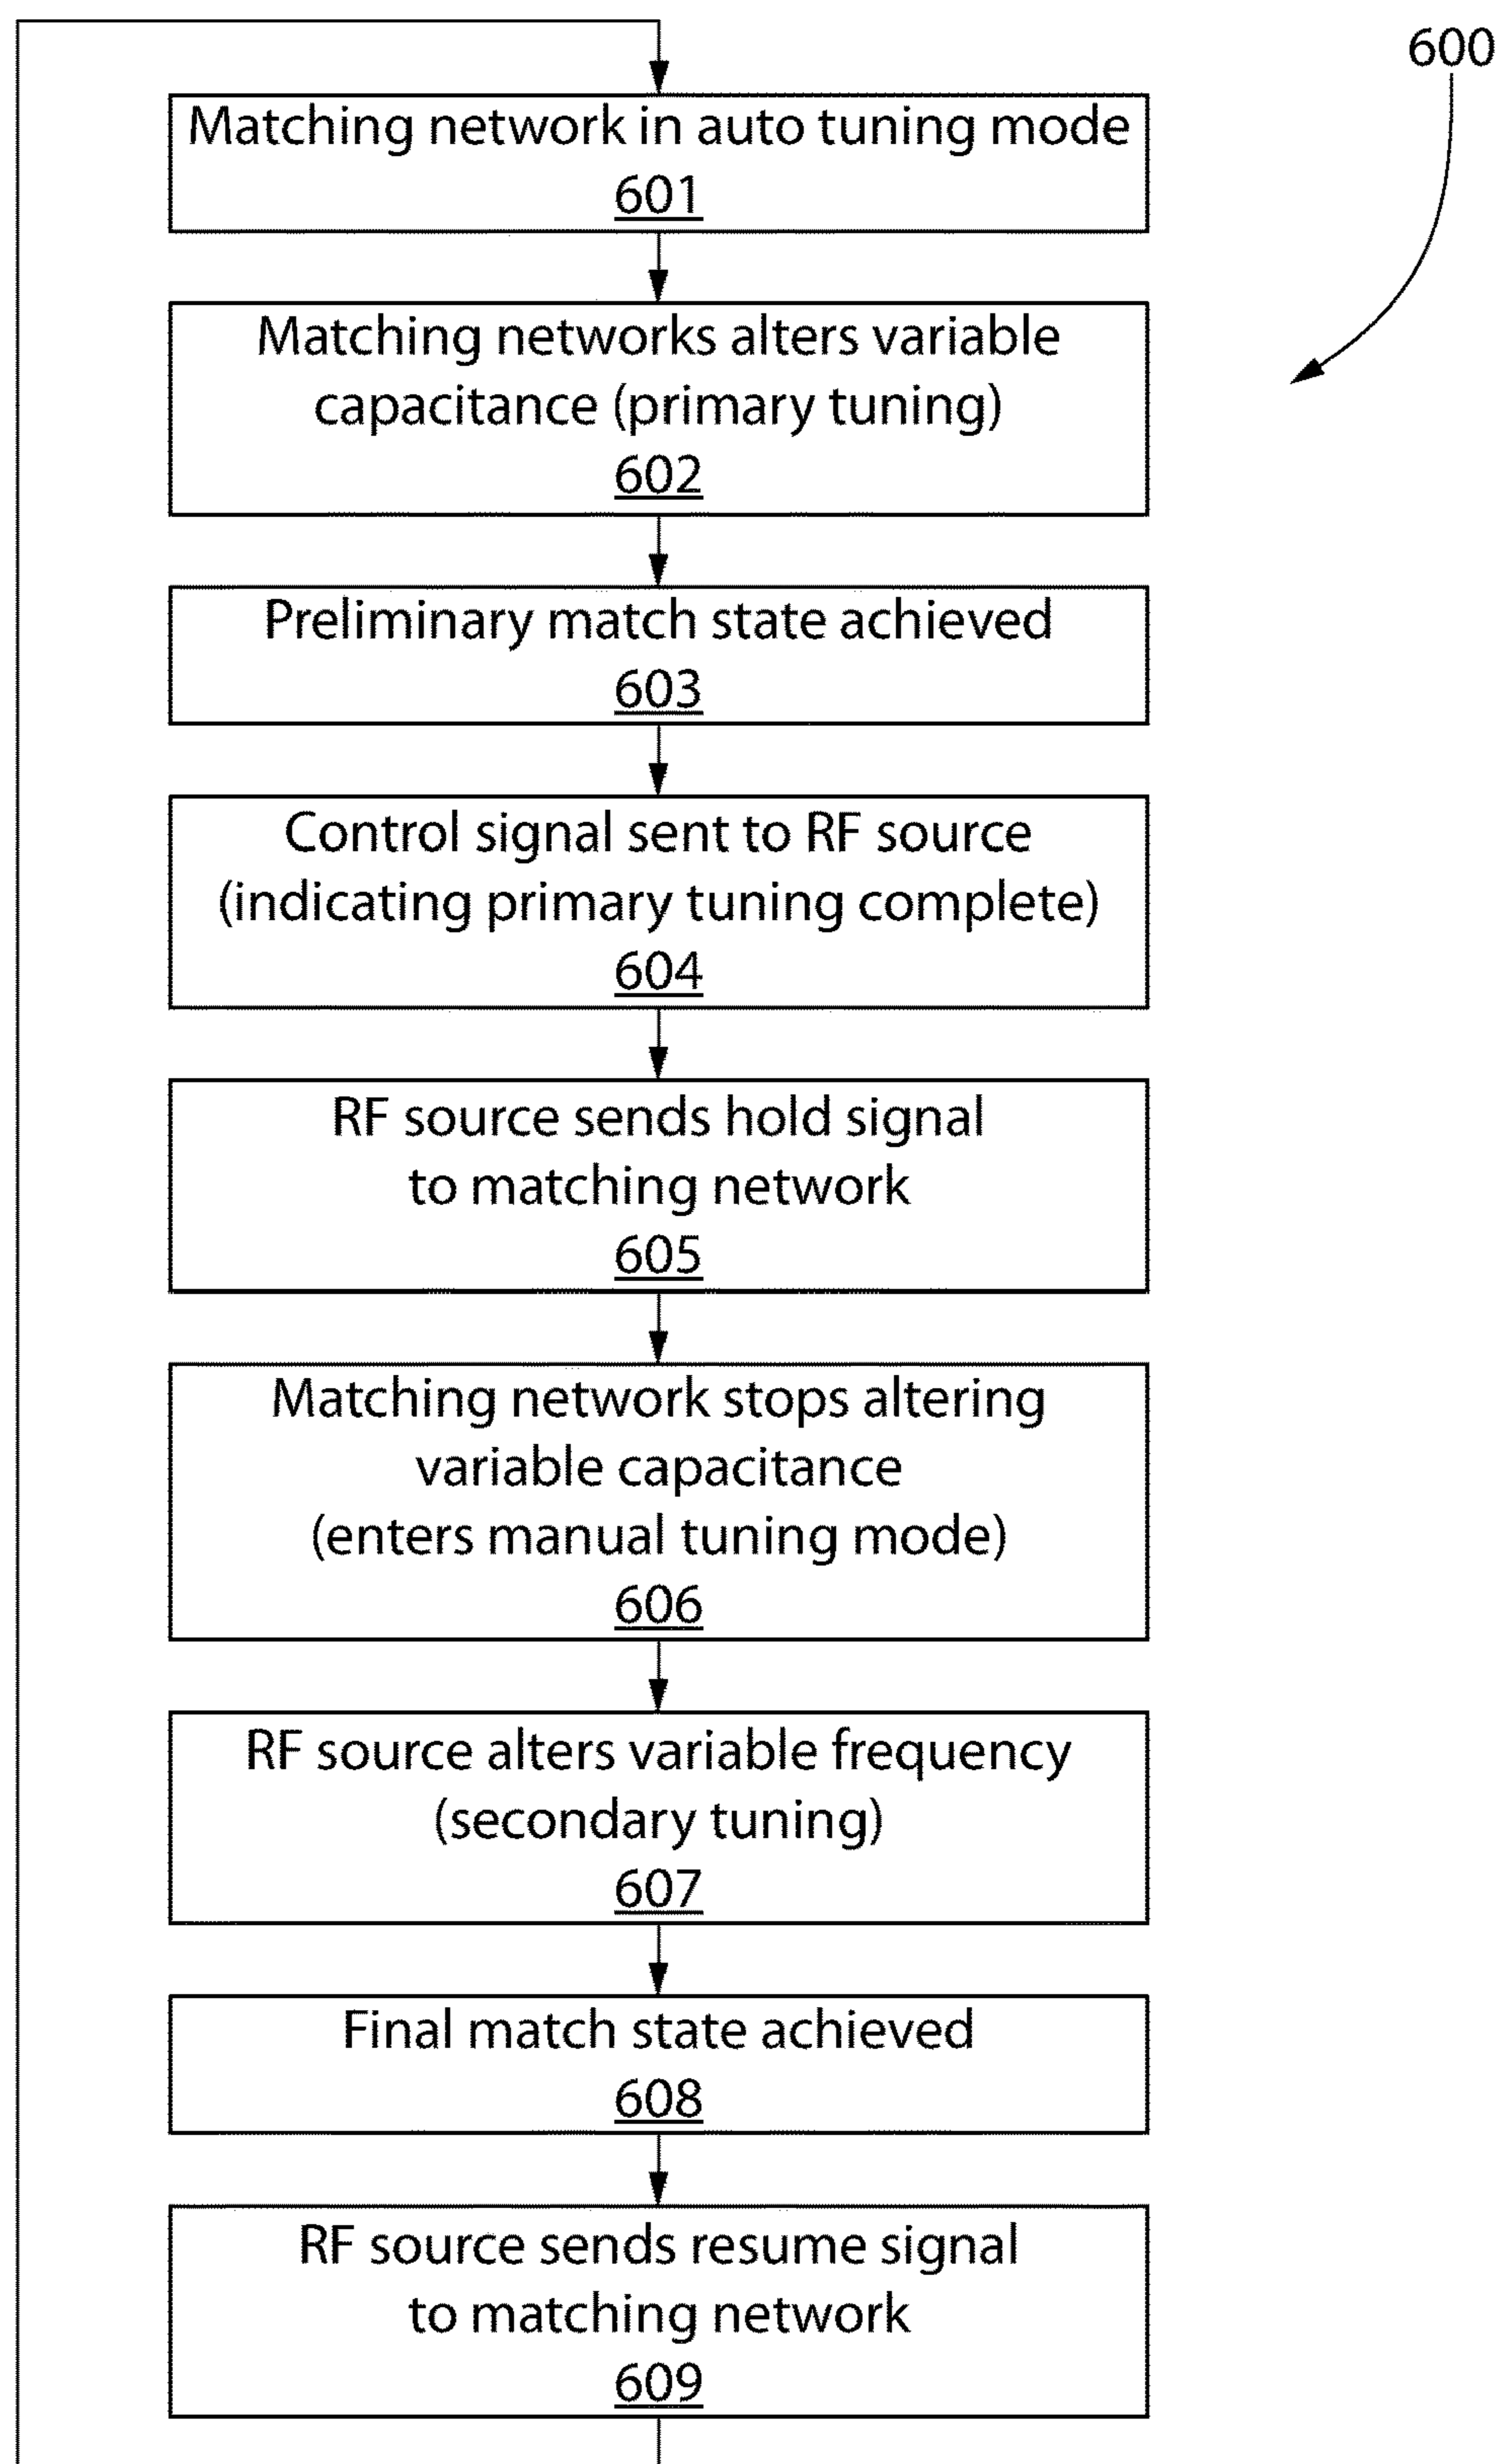 600
Matching network in auto tuning mode
601
Matching networks alters variable
capacitance (primary tuning)
602
Preliminary match state achieved
603
Control signal sent to RF source
(indicating primary tuning complete)
604
RF source sends hold signal
to matching network
605
Matching network stops altering
variable capacitance
(enters manual tuning mode)
606
RF source alters variable frequency
(secondary tuning)
607
Final match state achieved
608
RF source sends resume signal
to matching network
609